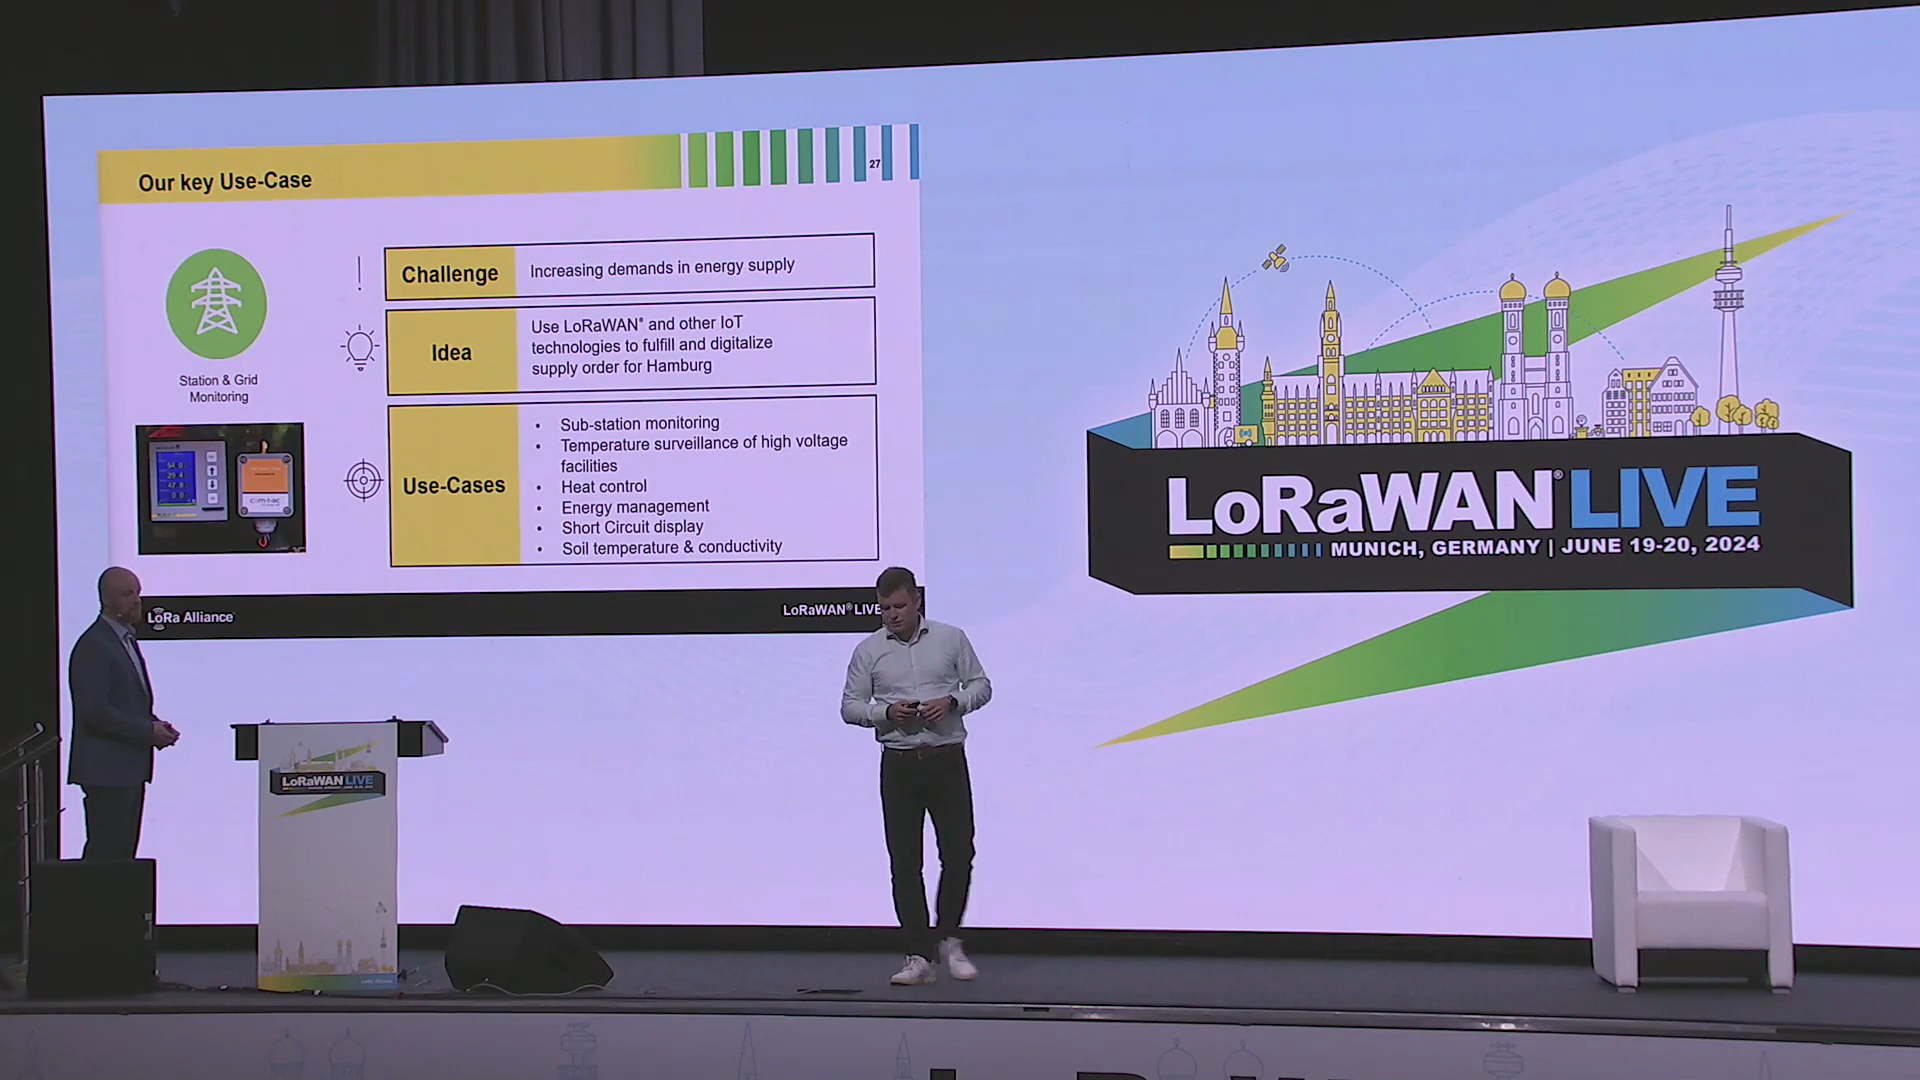 Our key Use-Case
27
Station & Grid
Monitoring
Challenge
Increasing demands in energy supply
Idea
Use LoRaWAN® and other IoT
technologies to fulfill and digitalize
supply order for Hamburg
Use-Cases
• Sub-station monitoring
• Temperature surveillance of high voltage
facilities
• Heat control
• Energy management
• Short Circuit display
• Soil temperature & conductivity
LoRa Alliance
LoRaWAN® LIVE
LoRaWAN® LIVE
MUNICH, GERMANY | JUNE 19-20, 2024
LoRaWAN LIVE